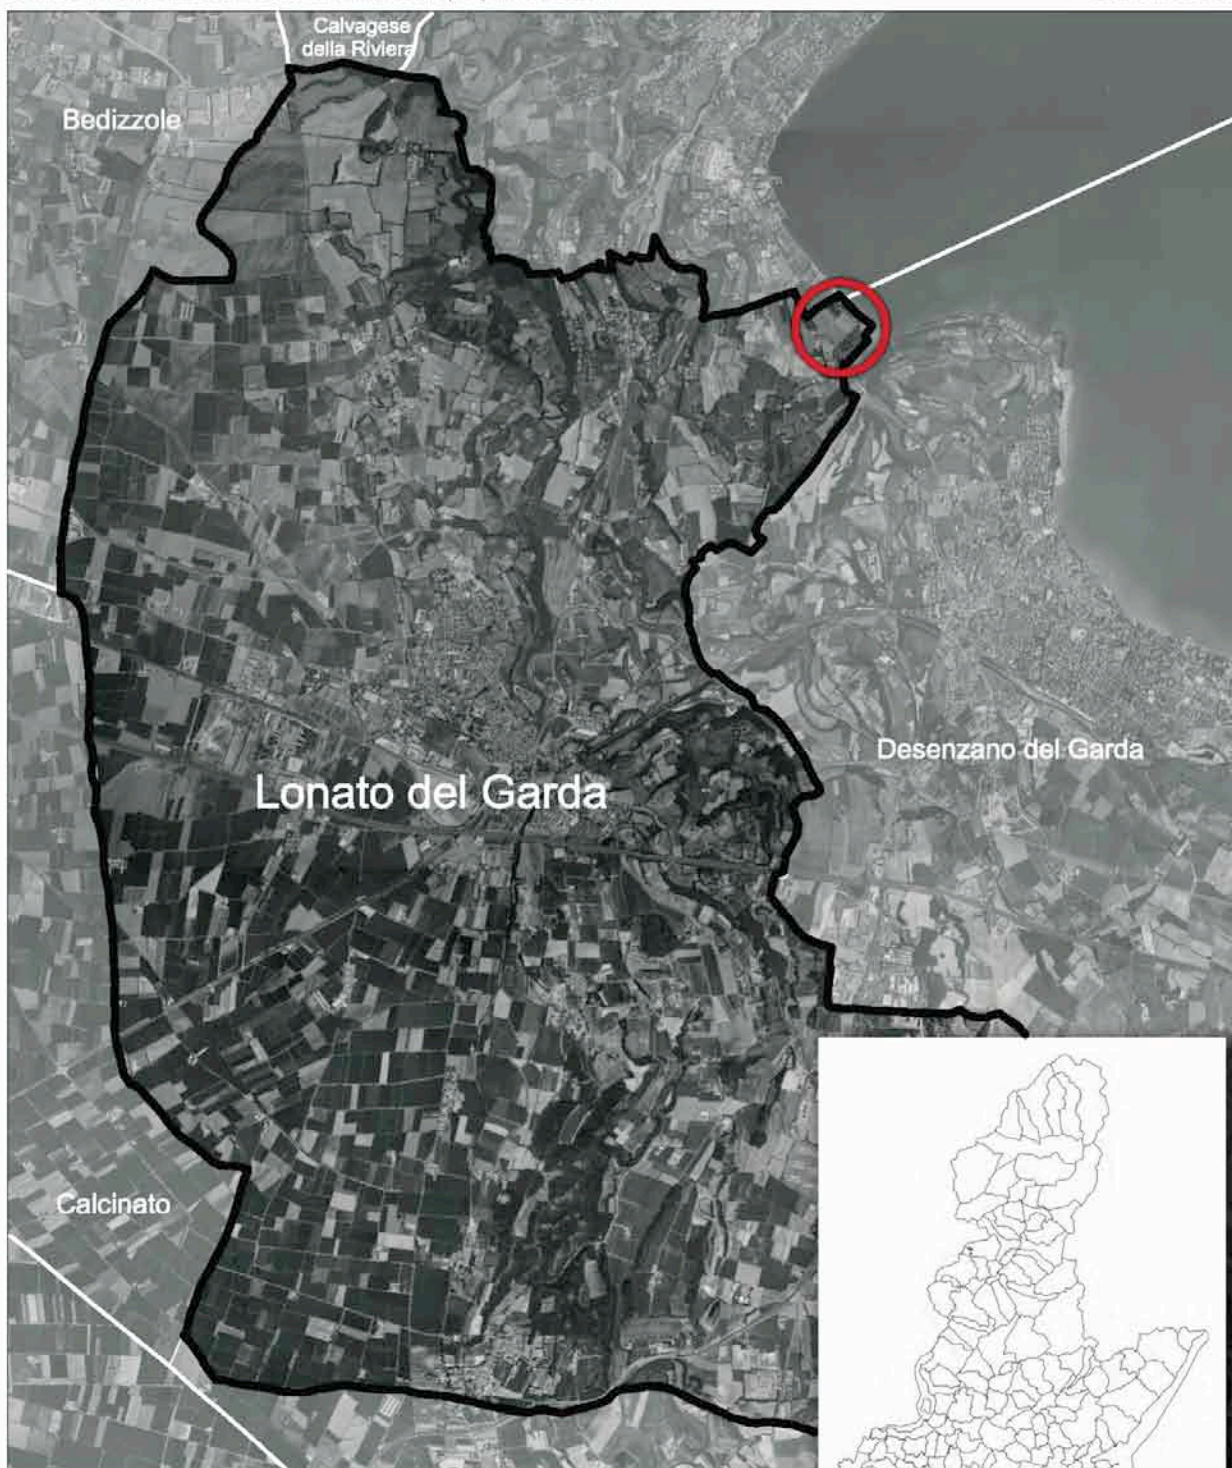 Calvagese
della Riviera
Bedizzole
Desenzano del Garda
Lonato del Garda
Calcinato